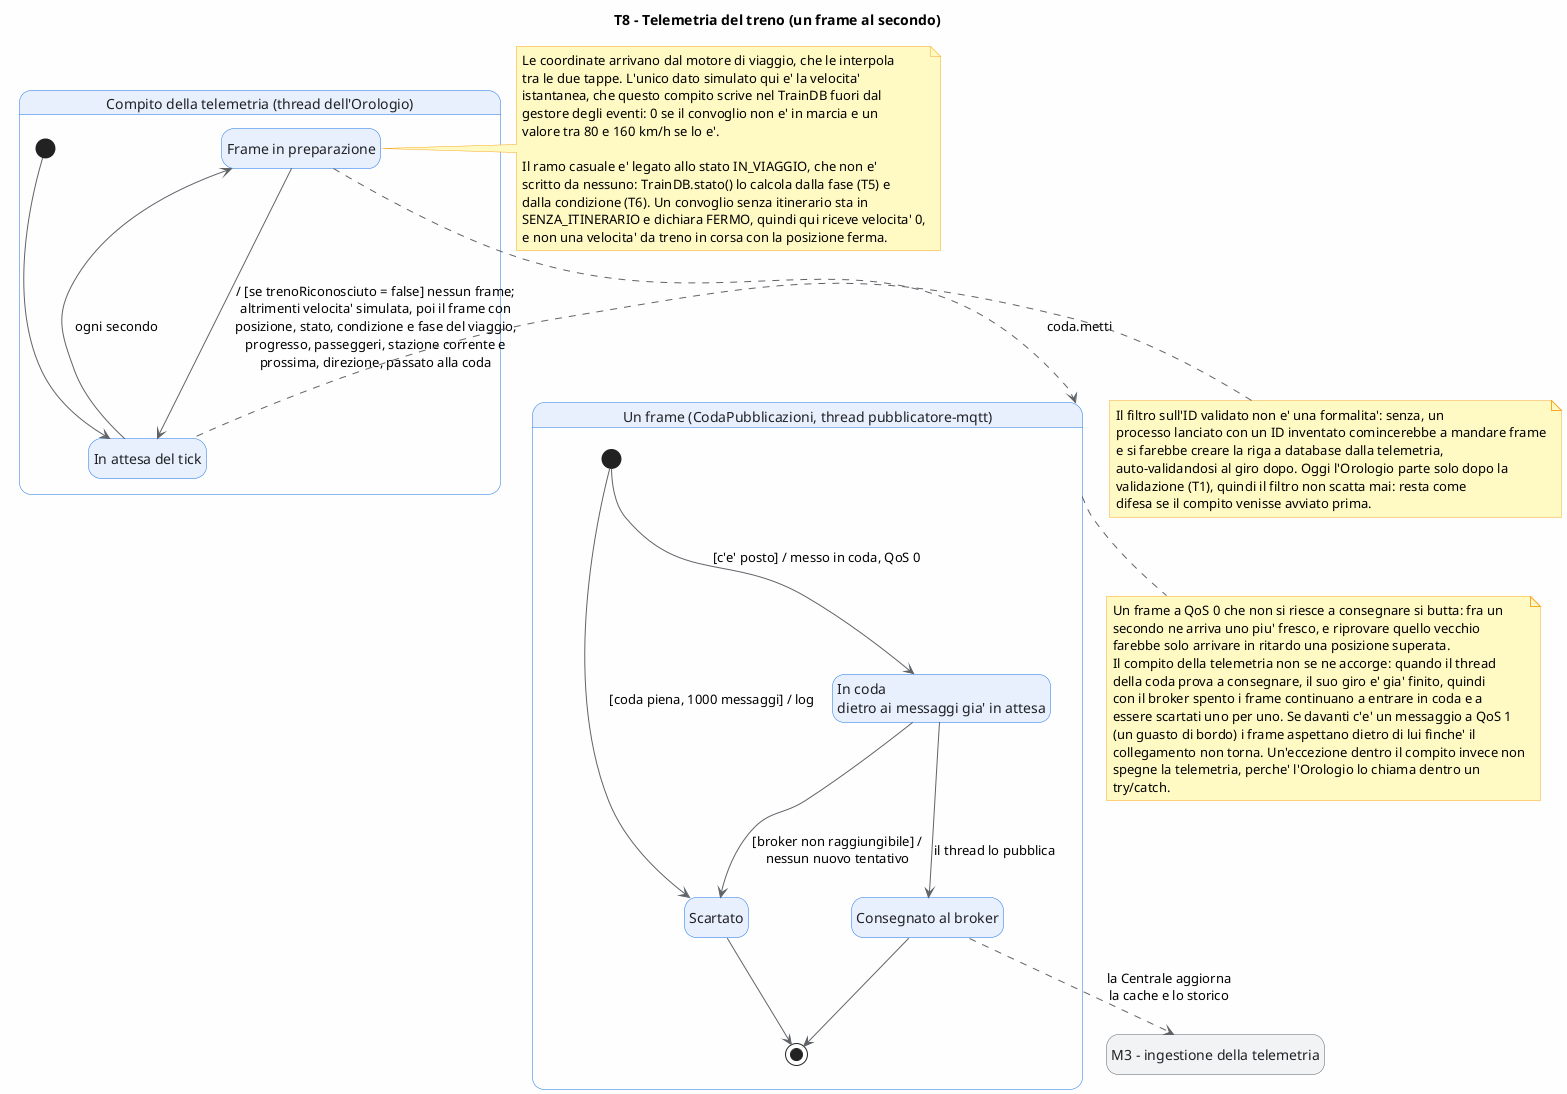 T8 - Telemetria del treno (un frame al secondo)
Le coordinate arrivano dal motore di viaggio, che le interpola
tra le due tappe. L'unico dato simulato qui e' la velocita'
istantanea, che questo compito scrive nel TrainDB fuori dal
gestore degli eventi: 0 se il convoglio non e' in marcia e un
valore tra 80 e 160 km/h se lo e'.
Il ramo casuale e' legato allo stato IN_VIAGGIO, che non e'
scritto da nessuno: TrainDB.stato() lo calcola dalla fase (T5) e
dalla condizione (T6). Un convoglio senza itinerario sta in
SENZA_ITINERARIO e dichiara FERMO, quindi qui riceve velocita' 0,
e non una velocita' da treno in corsa con la posizione ferma.
Compito della telemetria (thread dell'Orologio)
Frame in preparazione
ogni secondo
/ [se trenoRiconosciuto = false] nessun frame;
altrimenti velocita' simulata, poi il frame con
posizione, stato, condizione e fase del viaggio,
progresso, passeggeri, stazione corrente e
prossima, direzione, passato alla coda
In attesa del tick
coda.metti
Il filtro sull'ID validato non e' una formalita': senza, un
processo lanciato con un ID inventato comincerebbe a mandare frame
e si farebbe creare la riga a database dalla telemetria,
auto-validandosi al giro dopo. Oggi l'Orologio parte solo dopo la
validazione (T1), quindi il filtro non scatta mai: resta come
difesa se il compito venisse avviato prima.
Un frame (CodaPubblicazioni, thread pubblicatore-mqtt)
[c'e' posto] / messo in coda, QoS 0
[coda piena, 1000 messaggi] / log
In coda
dietro ai messaggi gia' in attesa
Un frame a QoS 0 che non si riesce a consegnare si butta: fra un
secondo ne arriva uno piu' fresco, e riprovare quello vecchio
farebbe solo arrivare in ritardo una posizione superata.
Il compito della telemetria non se ne accorge: quando il thread
della coda prova a consegnare, il suo giro e' gia' finito, quindi
con il broker spento i frame continuano a entrare in coda e a
essere scartati uno per uno. Se davanti c'e' un messaggio a QoS 1
(un guasto di bordo) i frame aspettano dietro di lui finche' il
collegamento non torna. Un'eccezione dentro il compito invece non
spegne la telemetria, perche' l'Orologio lo chiama dentro un
try/catch.
[broker non raggiungibile] /
nessun nuovo tentativo
il thread lo pubblica
Scartato
Consegnato al broker
la Centrale aggiorna
la cache e lo storico
M3 - ingestione della telemetria